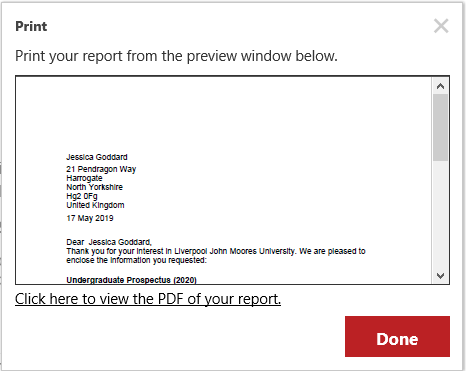 Print
Print your report from the preview window below.
Jessica Goddard
21 Pendragon Way
Harrogate
North Yorkshire
Hg2 0Fg
United Kingdom
17 May 2019
Dear  Jessica Goddard,
Thank you for your interest in Liverpool John Moores University. We are pleased to
enclose the information you requested:
Undergraduate Prospectus (2020)
Click here to view the PDF of your report.
Done